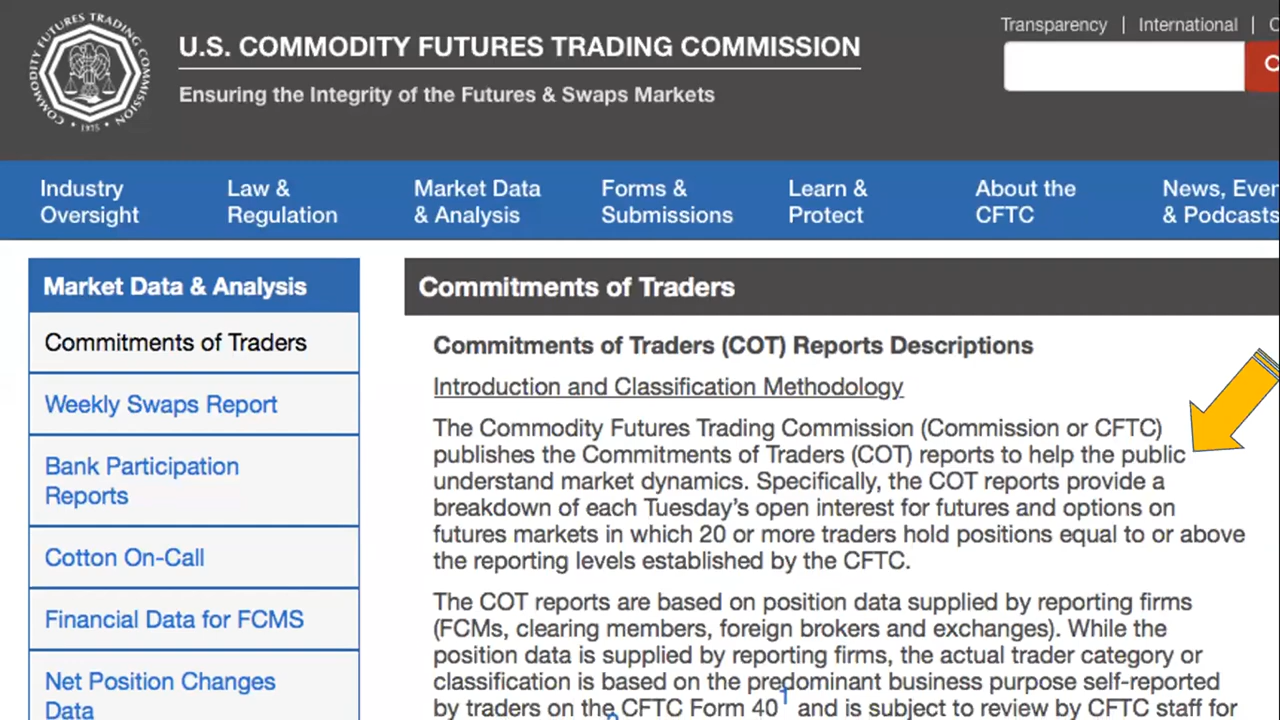 COMMODITY FUTURES TRADING COMMISSION
1975
U.S. COMMODITY FUTURES TRADING COMMISSION
Ensuring the Integrity of the Futures & Swaps Markets
Transparency | International |
Industry Oversight
Law & Regulation
Market Data & Analysis
Forms & Submissions
Learn & Protect
About the CFTC
News, Even
& Podcasts
Market Data & Analysis
Commitments of Traders
Weekly Swaps Report
Bank Participation
Reports
Cotton On-Call
Financial Data for FCMS
Net Position Changes
Data
Commitments of Traders
Commitments of Traders (COT) Reports Descriptions
Introduction and Classification Methodology
The Commodity Futures Trading Commission (Commission or CFTC)
publishes the Commitments of Traders (COT) reports to help the public
understand market dynamics. Specifically, the COT reports provide a
breakdown of each Tuesday's open interest for futures and options on
futures markets in which 20 or more traders hold positions equal to or above
the reporting levels established by the CFTC.
The COT reports are based on position data supplied by reporting firms
(FCMs, clearing members, foreign brokers and exchanges). While the
position data is supplied by reporting firms, the actual trader category or
classification is based on the predominant business purpose self-reported
by traders on the CFTC Form 40¹ and is subject to review by CFTC staff for